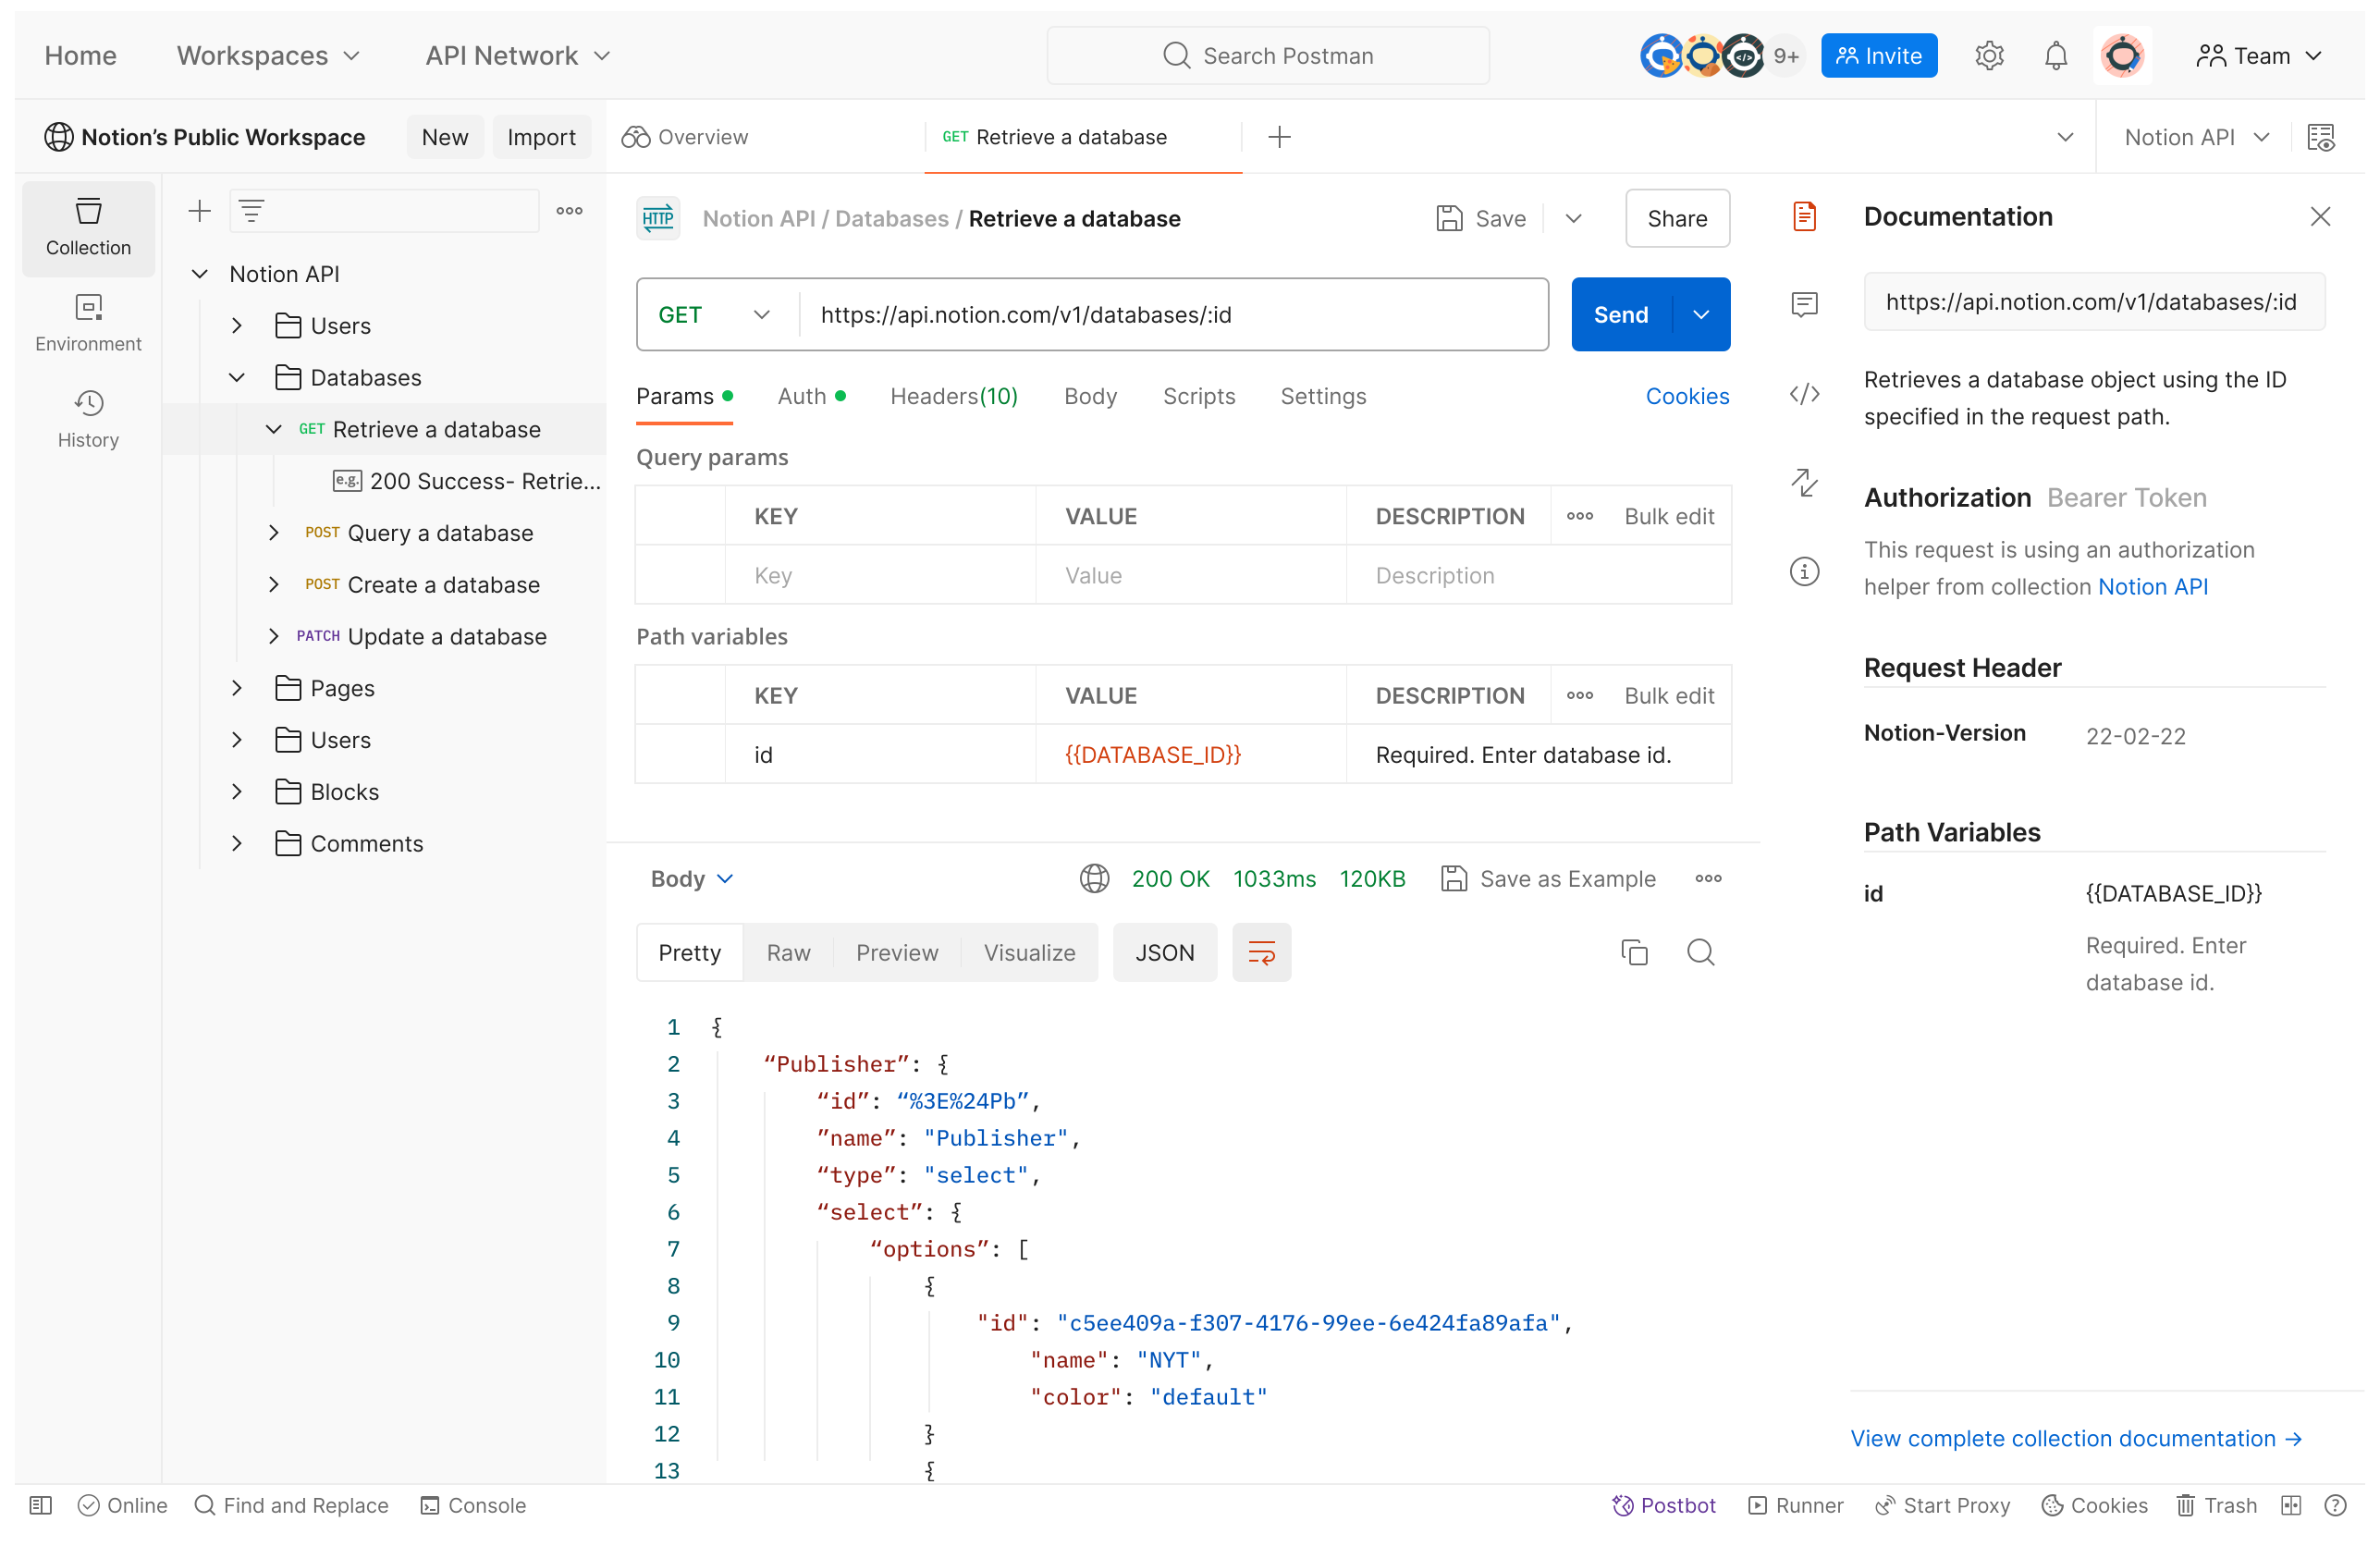 Home Workspaces API Network Search Postman 9+ Invite Team
Notion’s Public Workspace New Import Overview GET Retrieve a database Notion API
Collection
Environment
History
Notion API
Users
Databases
GET Retrieve a database
e.g. 200 Success- Retrie...
POST Query a database
POST Create a database
PATCH Update a database
Pages
Users
Blocks
Comments
HTTP Notion API / Databases / Retrieve a database Save Share
GET https://api.notion.com/v1/databases/:id Send
Params Auth Headers(10) Body Scripts Settings Cookies
Query params
KEY VALUE DESCRIPTION Bulk edit
Key Value Description
Path variables
KEY VALUE DESCRIPTION Bulk edit
id {{DATABASE_ID}} Required. Enter database id.
Body 200 OK 1033ms 120KB Save as Example
Pretty Raw Preview Visualize JSON
1 {
2 “Publisher”: {
3 “id”: “%3E%24Pb”,
4 ”name”: "Publisher",
5 “type”: "select",
6 “select”: {
7 “options”: [
8 {
9 "id": "c5ee409a-f307-4176-99ee-6e424fa89afa",
10 "name": "NYT",
11 "color": "default"
12 }
13 {
Documentation
https://api.notion.com/v1/databases/:id
Retrieves a database object using the ID
specified in the request path.
Authorization Bearer Token
This request is using an authorization
helper from collection Notion API
Request Header
Notion-Version 22-02-22
Path Variables
id {{DATABASE_ID}}
Required. Enter
database id.
View complete collection documentation →
Online Find and Replace Console Postbot Runner Start Proxy Cookies Trash